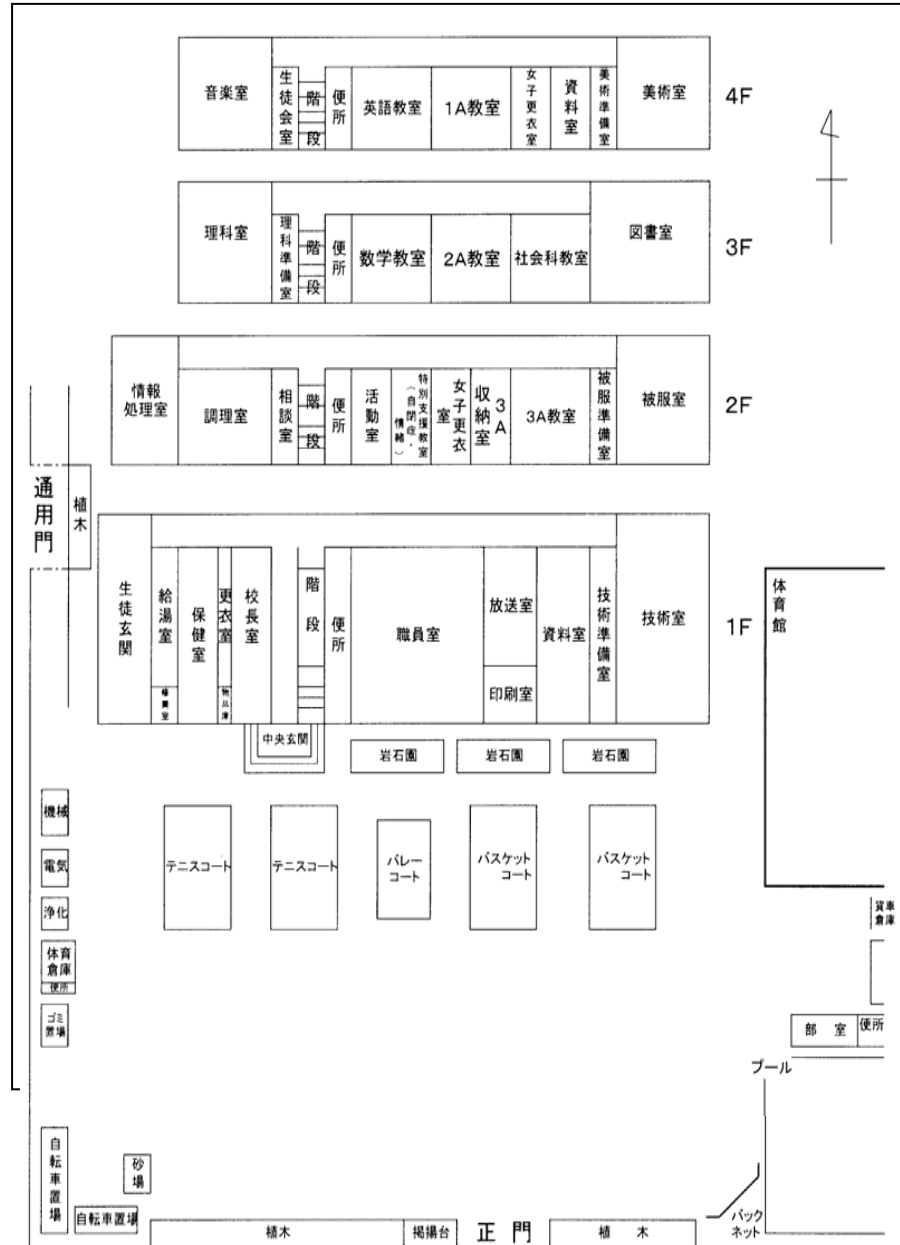 音楽室
生徒会室
階段
便所
英語教室
1A教室
女子更衣室
資料室
美術準備室
美術室
4F
理科室
理科準備室
階段
便所
数学教室
2A教室
社会科教室
図書室
3F
情報
処理室
調理室
相談室
階段
便所
活動室
特別支援教室
(自閉症・
情緒)
女子更衣
室
3A
収納室
3A教室
被服準備室
被服室
2F
通用門
植木
生徒玄関
給湯室
修養室
保健室
更衣室
物品庫
校長室
階段
便所
職員室
放送室
印刷室
資料室
技術準備室
技術室
1F
体育館
中央玄関
岩石園
岩石園
岩石園
機械
電気
浄化
体育
倉庫
便所
ゴミ
置場
テニスコート
テニスコート
バレー
コート
バスケット
コート
バスケット
コート
貨車
倉庫
部室
便所
プール
自転車置場
砂場
自転車置場
植木
掲揚台
正門
植木
バック
ネット